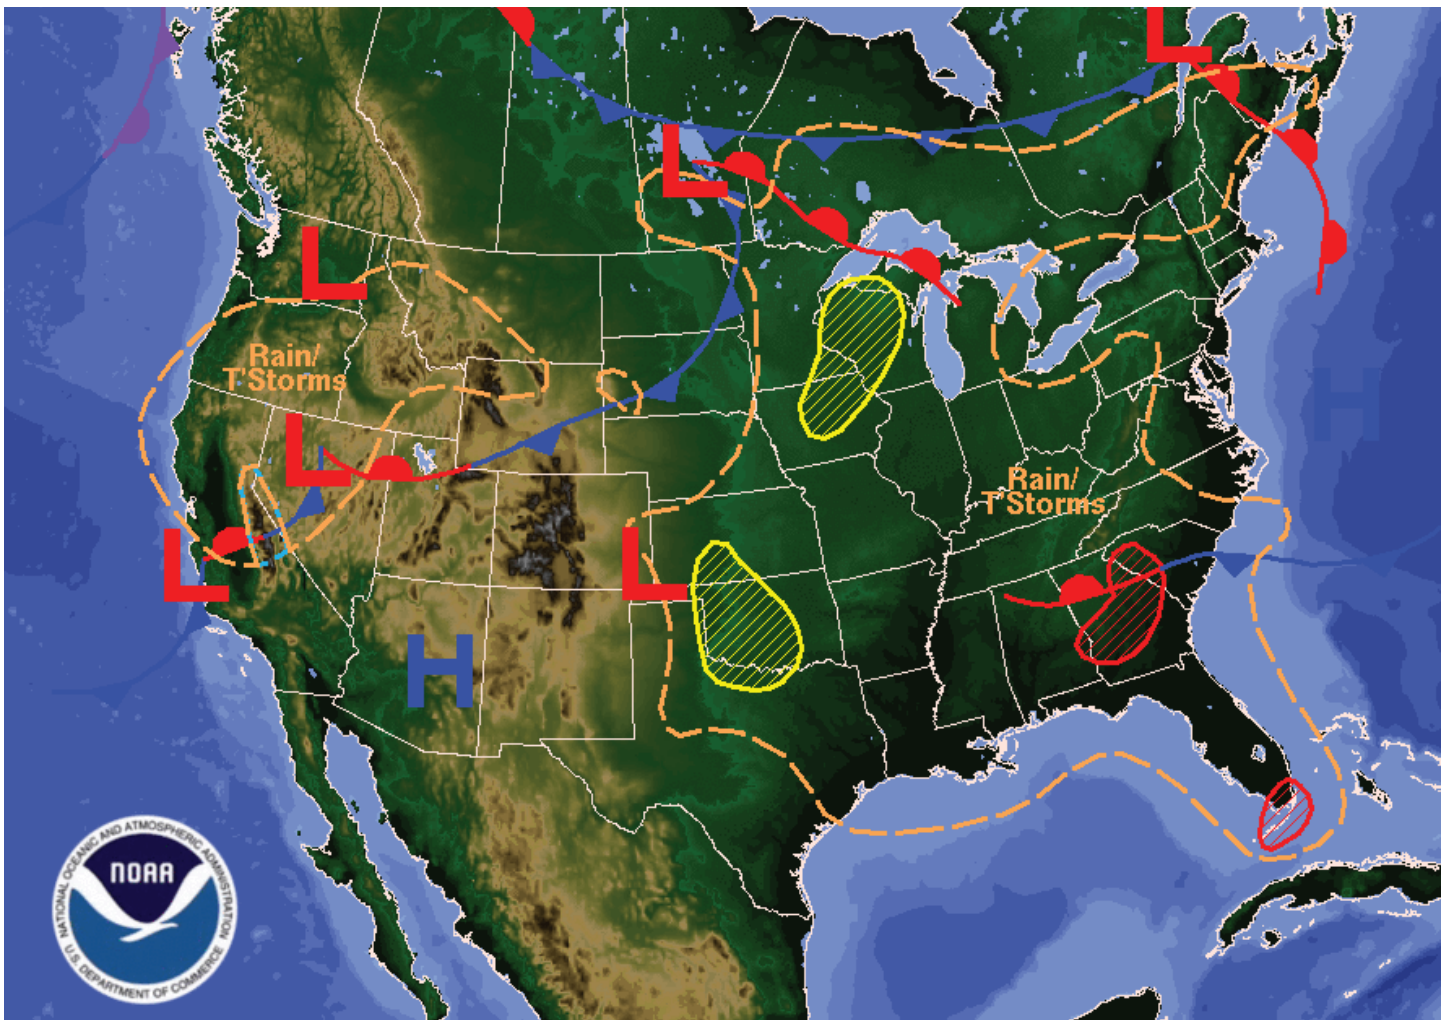 L
L
L
Rain/
T'Storms
H
L
Rain/
T'Storms
L
L
H
NATIONAL OCEANIC AND ATMOSPHERIC ADMINISTRATION
NOAA
U.S. DEPARTMENT OF COMMERCE